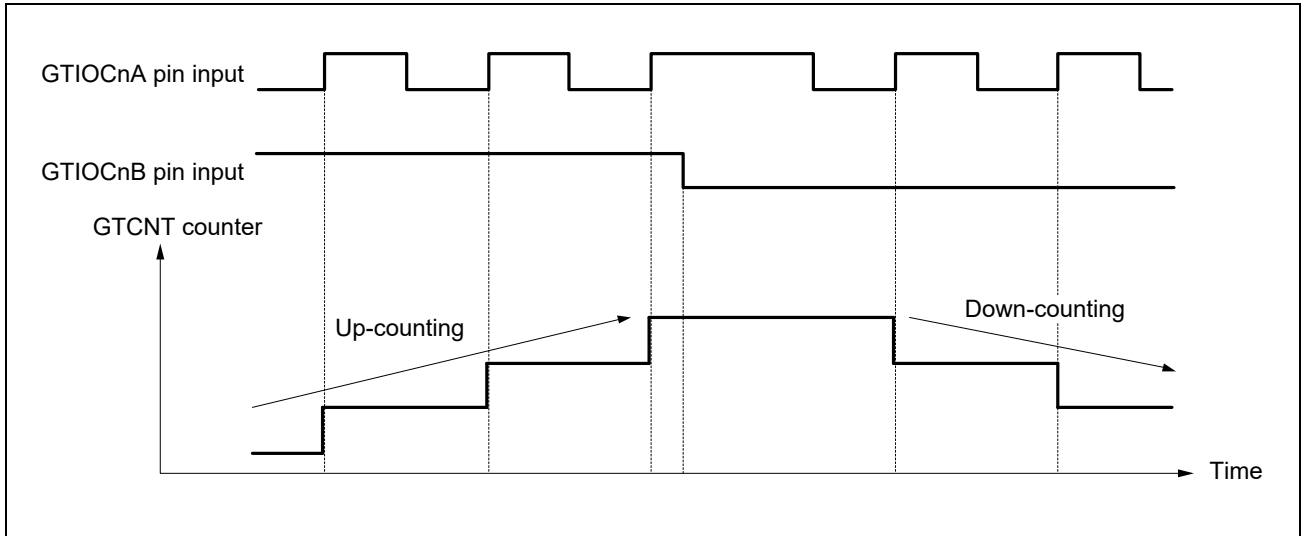 GTIOCnA pin input
GTIOCnB pin input
GTCNT counter
Up-counting
Down-counting
Time